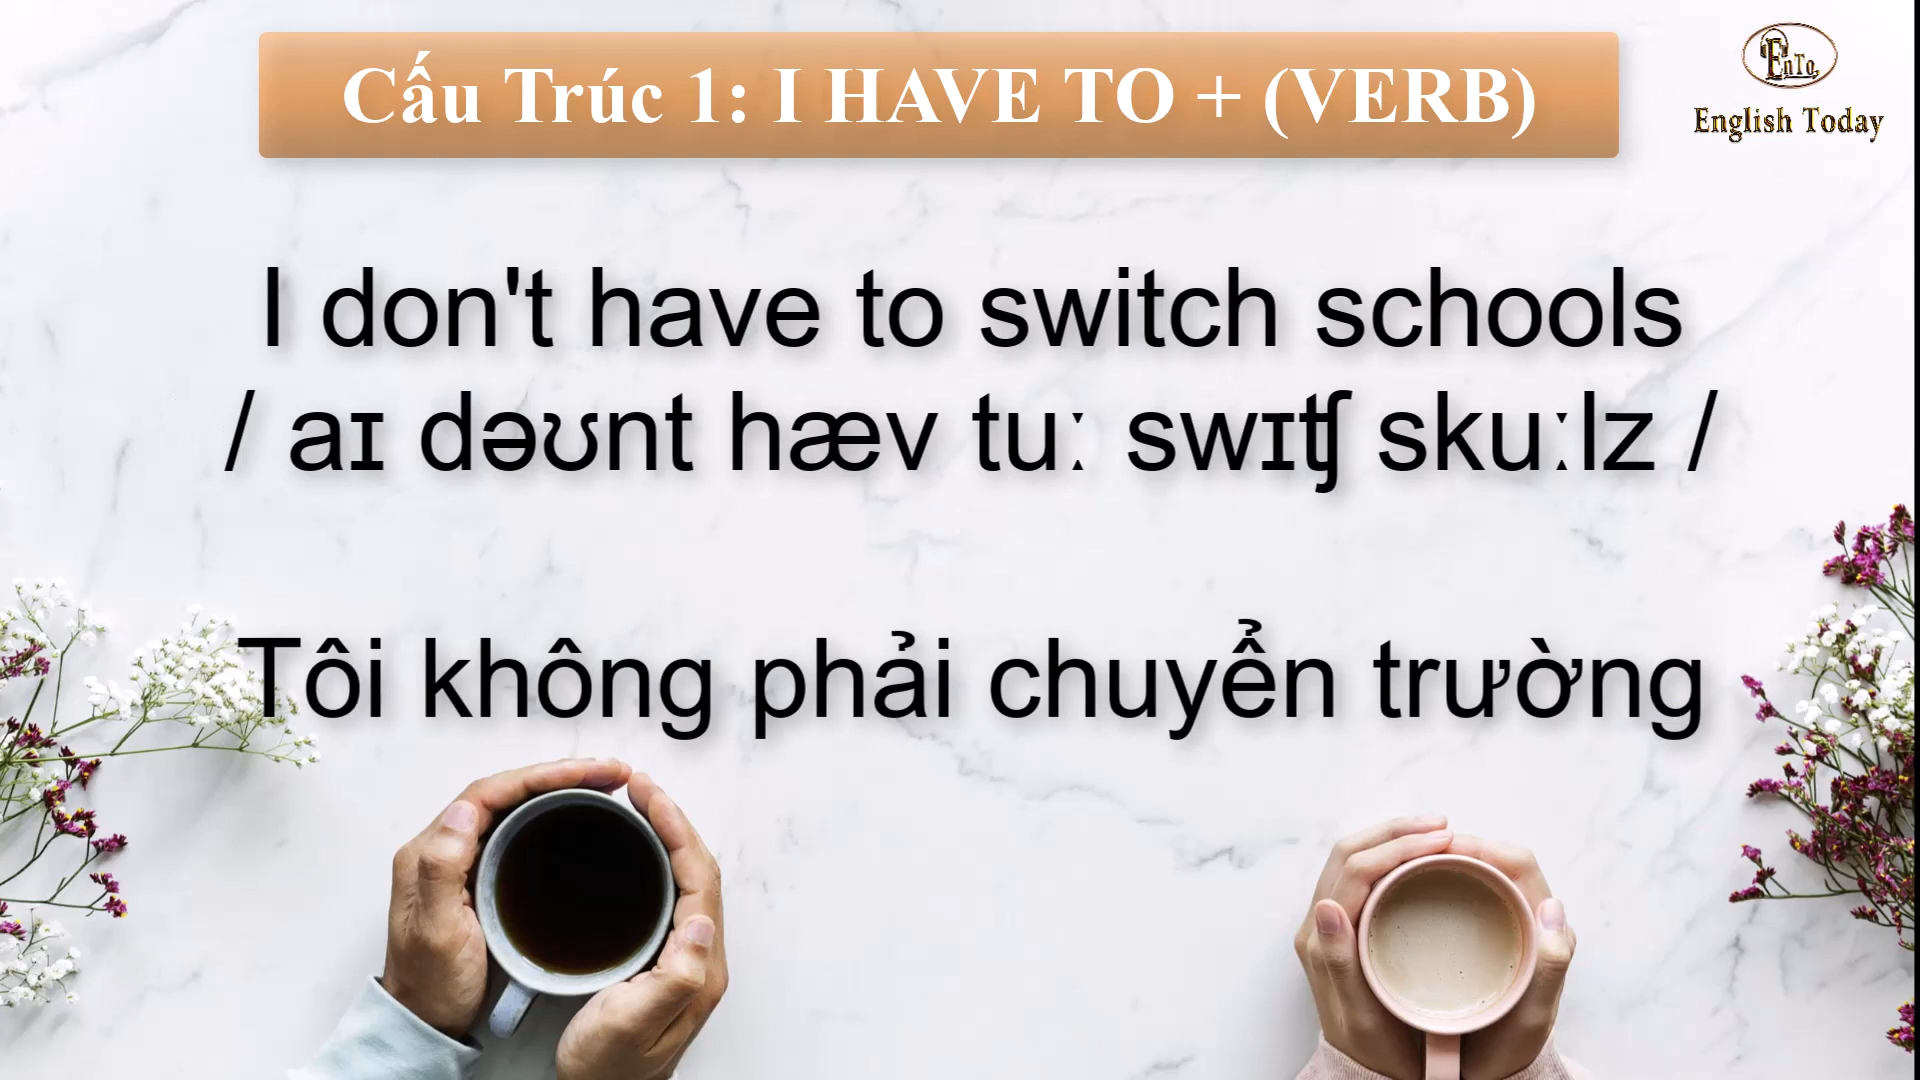 Cấu Trúc 1: I HAVE TO + (VERB)
EnTo
English Today
I don't have to switch schools
/ aɪ dəʊnt hæv tuː swɪʧ skuːlz /
Tôi không phải chuyển trường